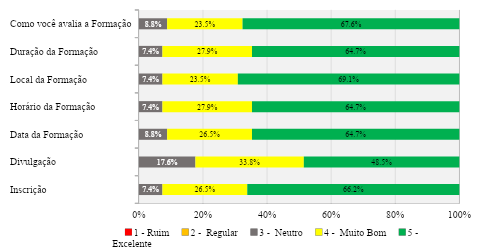 Como você avalia a Formação 8.8% 23.5% 67.6%
Duração da Formação 7.4% 27.9% 64.7%
Local da Formação 7.4% 23.5% 69.1%
Horário da Formação 7.4% 27.9% 64.7%
Data da Formação 8.8% 26.5% 64.7%
Divulgação 17.6% 33.8% 48.5%
Inscrição 7.4% 26.5% 66.2%
0% 20% 40% 60% 80% 100%
1 - Ruim 2 - Regular 3 - Neutro 4 - Muito Bom 5 -
Excelente